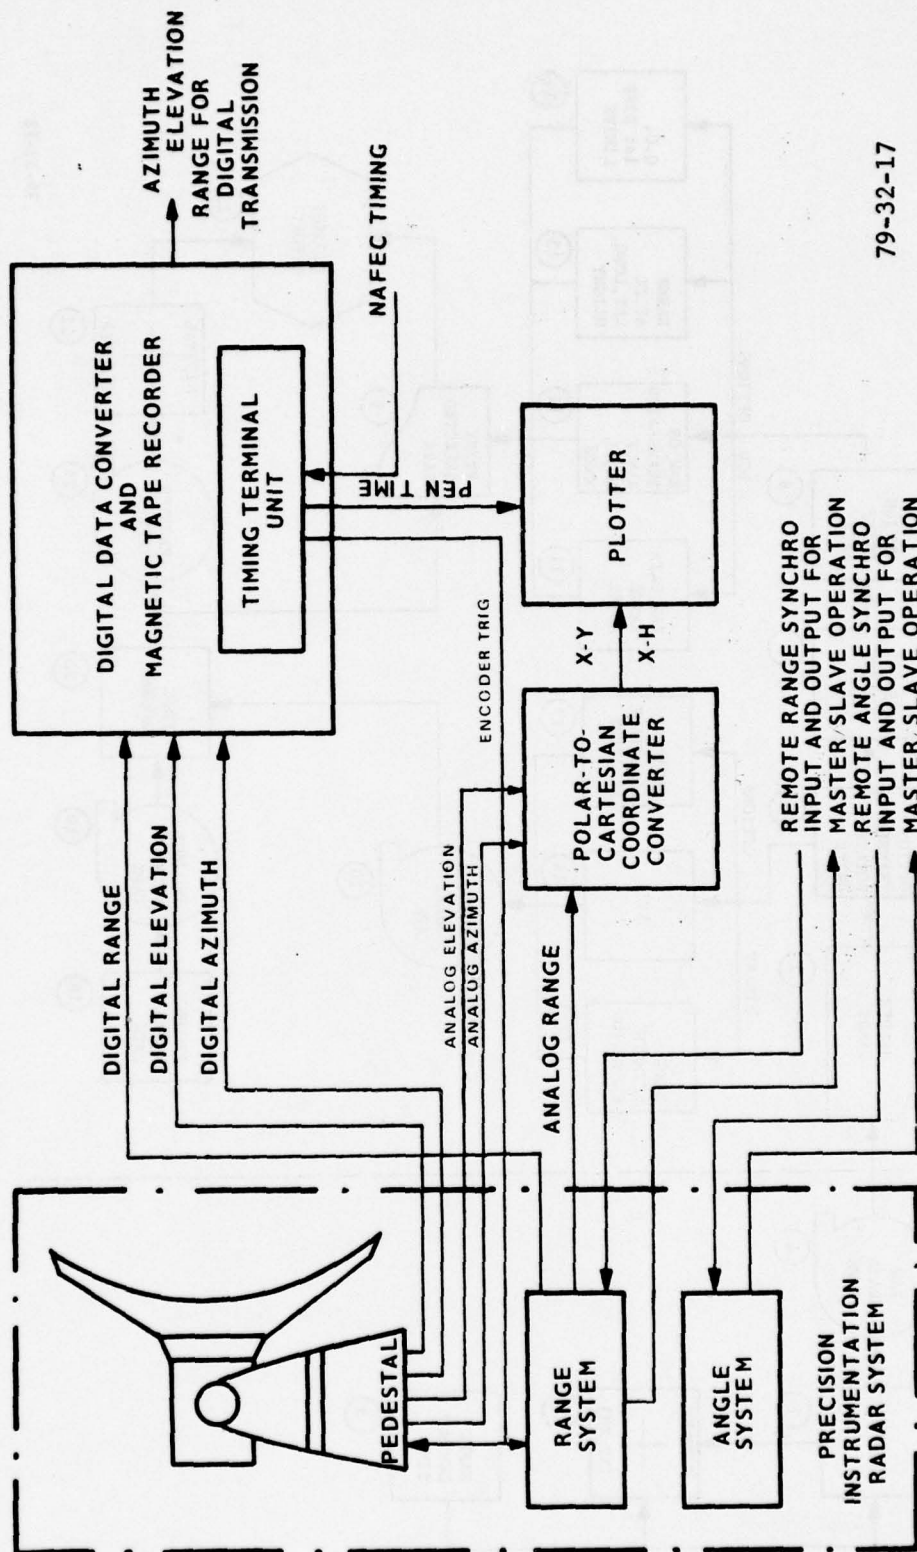 AZIMUTH
ELEVATION
RANGE FOR
DIGITAL
TRANSMISSION
DIGITAL DATA CONVERTER
AND
MAGNETIC TAPE RECORDER
TIMING TERMINAL
UNIT
NAFEC TIMING
PEN TIME
ENCODER TRIG
DIGITAL RANGE
DIGITAL ELEVATION
DIGITAL AZIMUTH
ANALOG ELEVATION
ANALOG AZIMUTH
ANALOG RANGE
POLAR-TO-
CARTESIAN
COORDINATE
CONVERTER
X-Y
X-H
PLOTTER
PEDESTAL
RANGE
SYSTEM
ANGLE
SYSTEM
PRECISION
INSTRUMENTATION
RADAR SYSTEM
REMOTE RANGE SYNCHRO
INPUT AND OUTPUT FOR
MASTER/SLAVE OPERATION
REMOTE ANGLE SYNCHRO
INPUT AND OUTPUT FOR
MASTER/SLAVE OPERATION
79-32-17